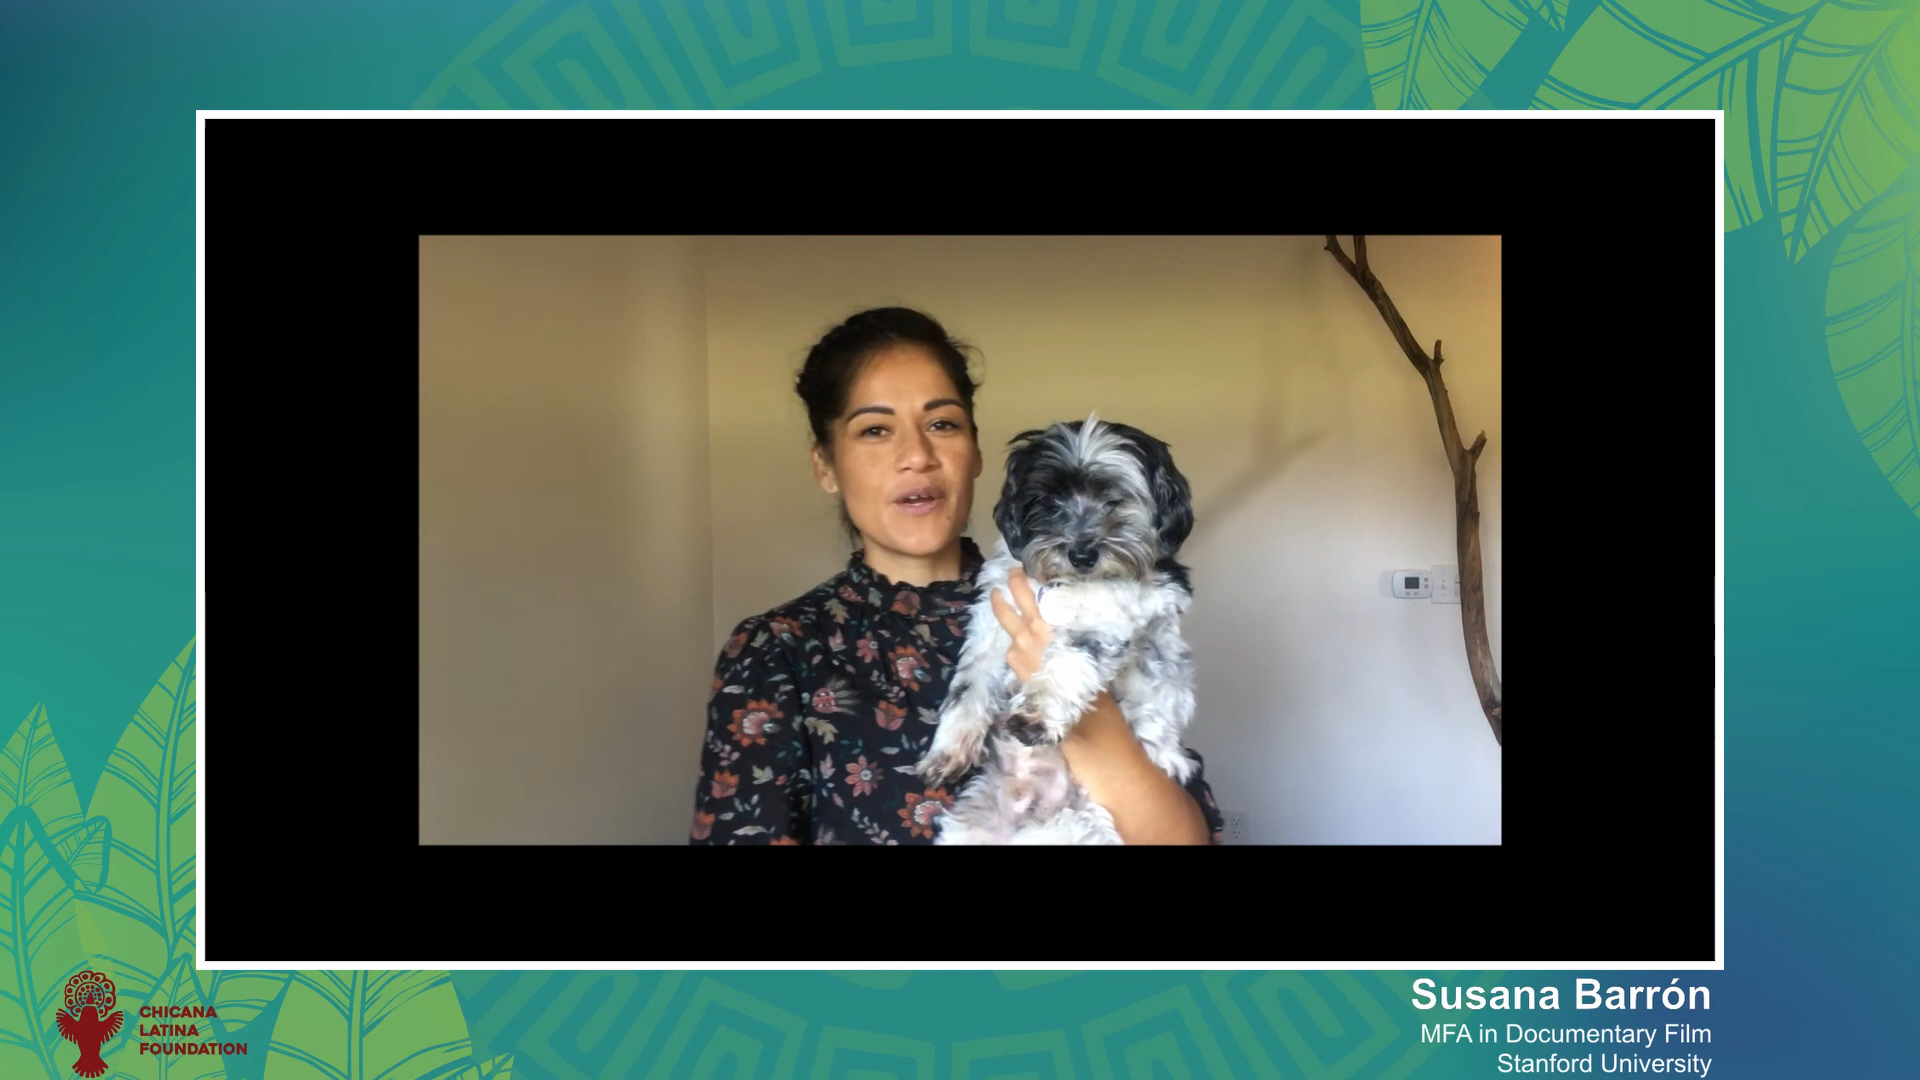 CHICANA
LATINA
FOUNDATION
Susana Barrón
MFA in Documentary Film
Stanford University